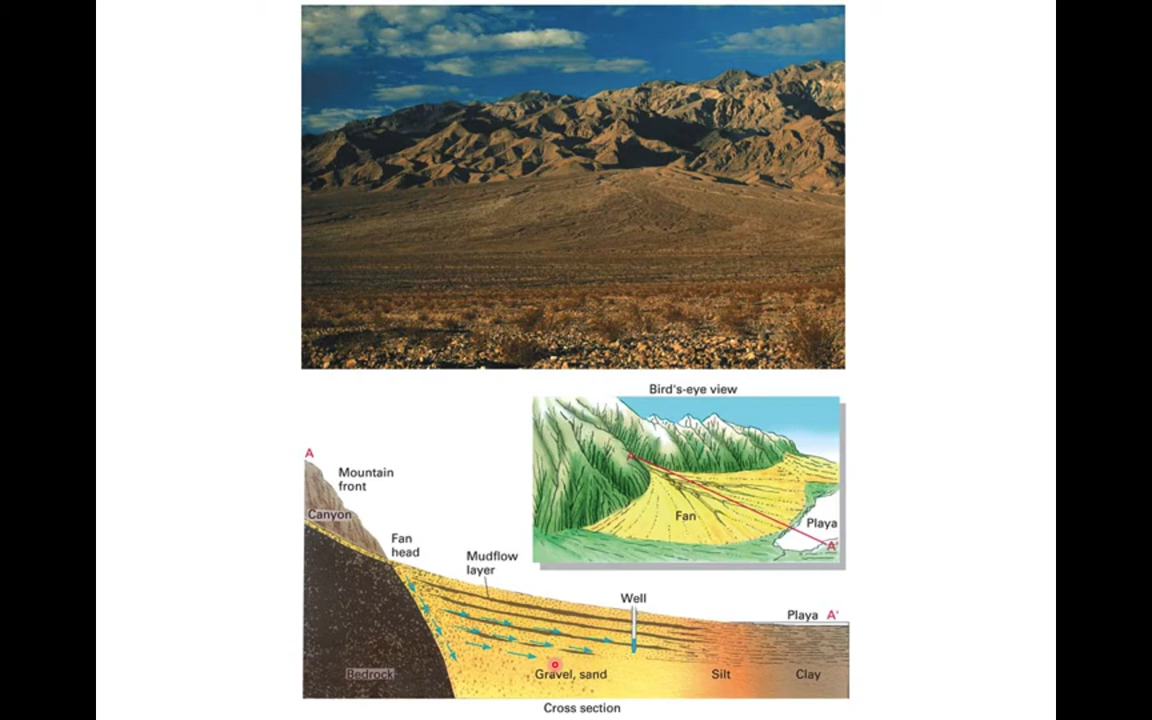 Bird's-eye view
A
Fan
Playa
A'
A
Mountain
front
Canyon
Fan
head
Mudflow
layer
Well
Playa A'
Bedrock
Gravel, sand
Silt
Clay
Cross section